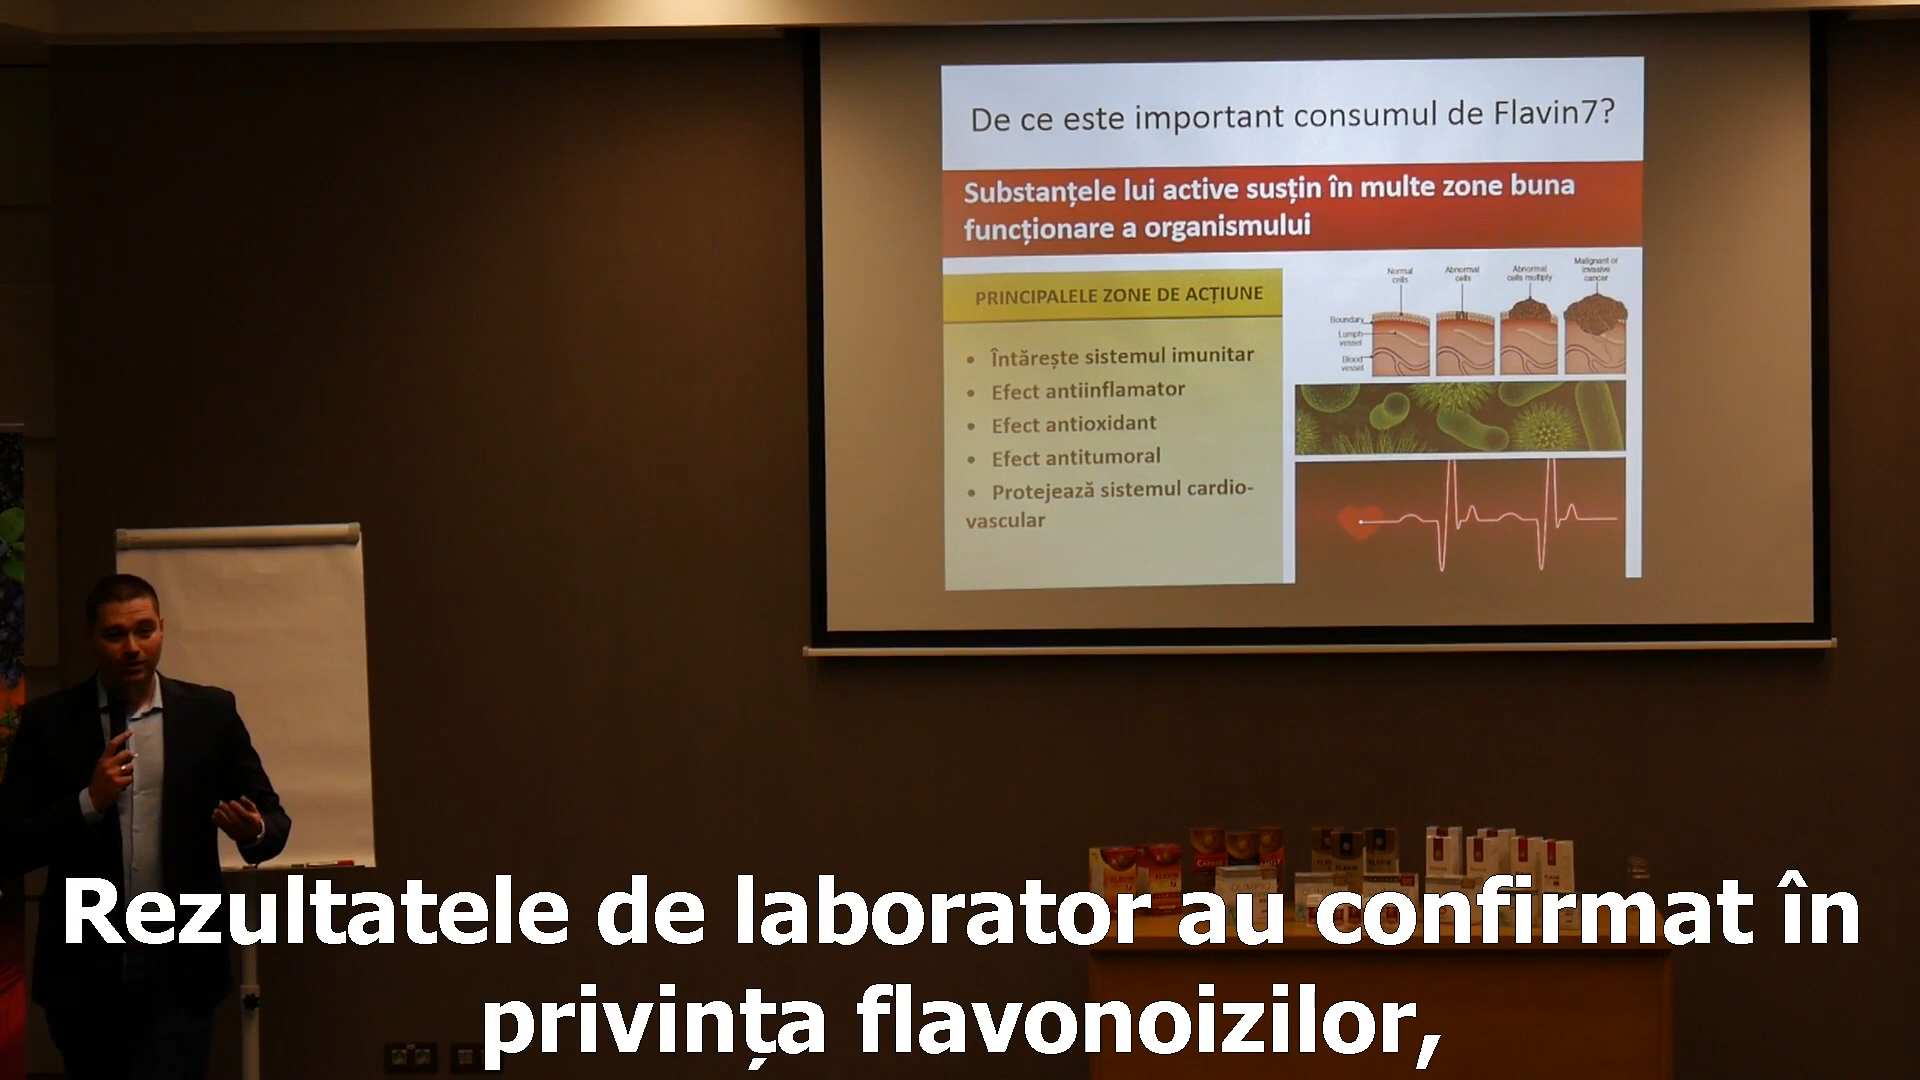 De ce este important consumul de Flavin7?
Substanțele lui active susțin în multe zone buna
funcționare a organismului
PRINCIPALELE ZONE DE ACȚIUNE
• Întărește sistemul imunitar
• Efect antiinflamator
• Efect antioxidant
• Efect antitumoral
• Protejează sistemul cardio-
vascular
Normal
cells
Abnormal
cells
Abnormal
cells multiply
Malignant or
invasive
cancer
Boundary
Lumph
vessel
Blood
vessel
Rezultatele de laborator au confirmat în
privința flavonoizilor,